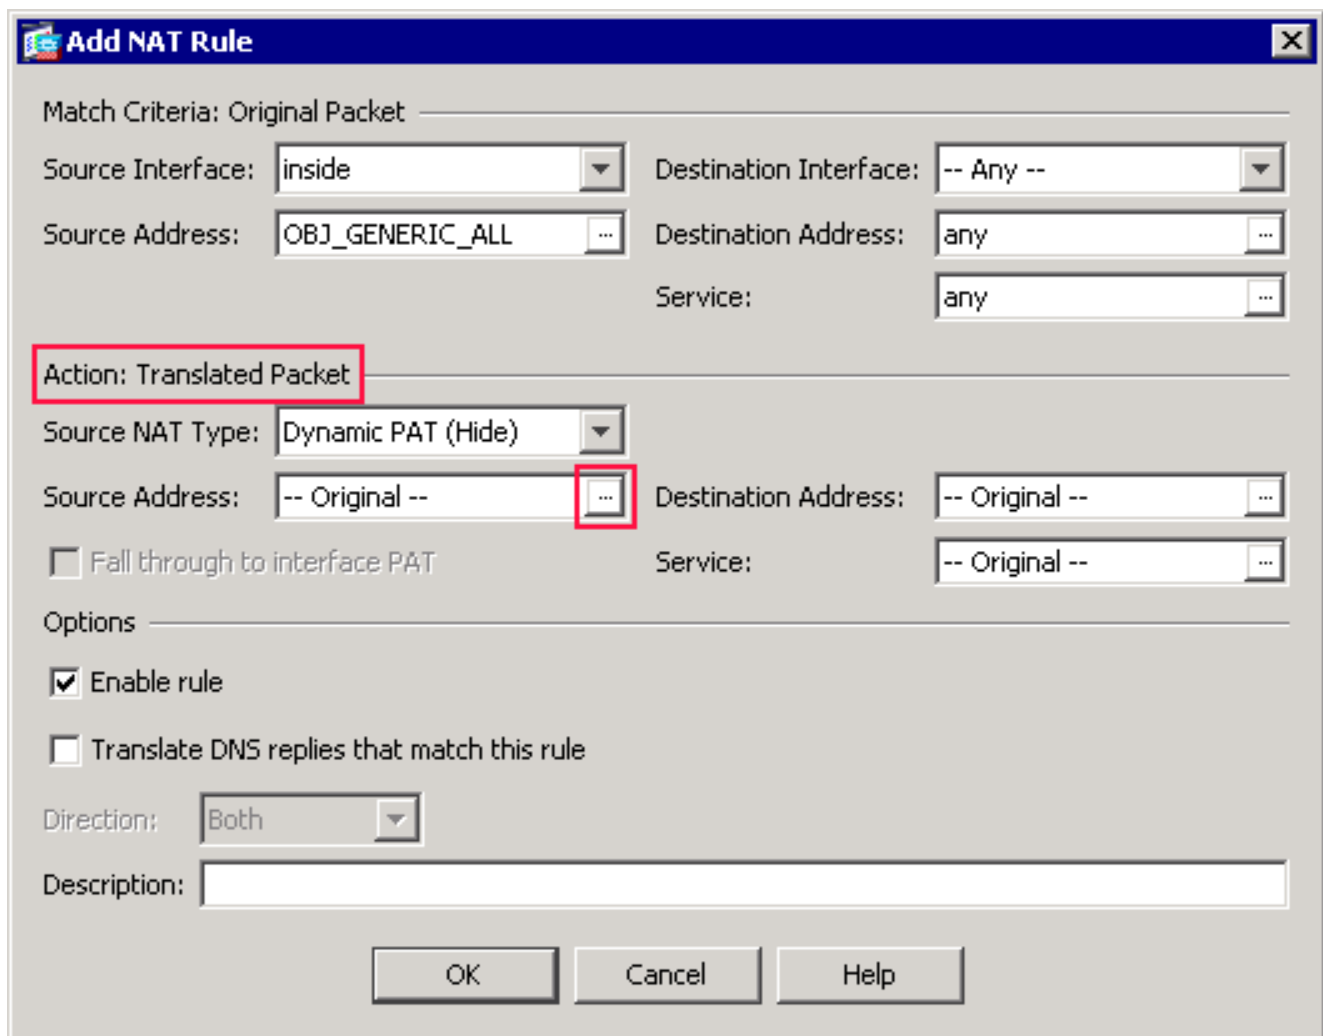 Add NAT Rule
Match Criteria: Original Packet
Source Interface: inside Destination Interface: -- Any --
Source Address: OBJ_GENERIC_ALL ... Destination Address: any ...
Service: any ...
Action: Translated Packet
Source NAT Type: Dynamic PAT (Hide)
Source Address: -- Original -- ... Destination Address: -- Original -- ...
Fall through to interface PAT Service: -- Original -- ...
Options
Enable rule
Translate DNS replies that match this rule
Direction: Both
Description:
OK Cancel Help